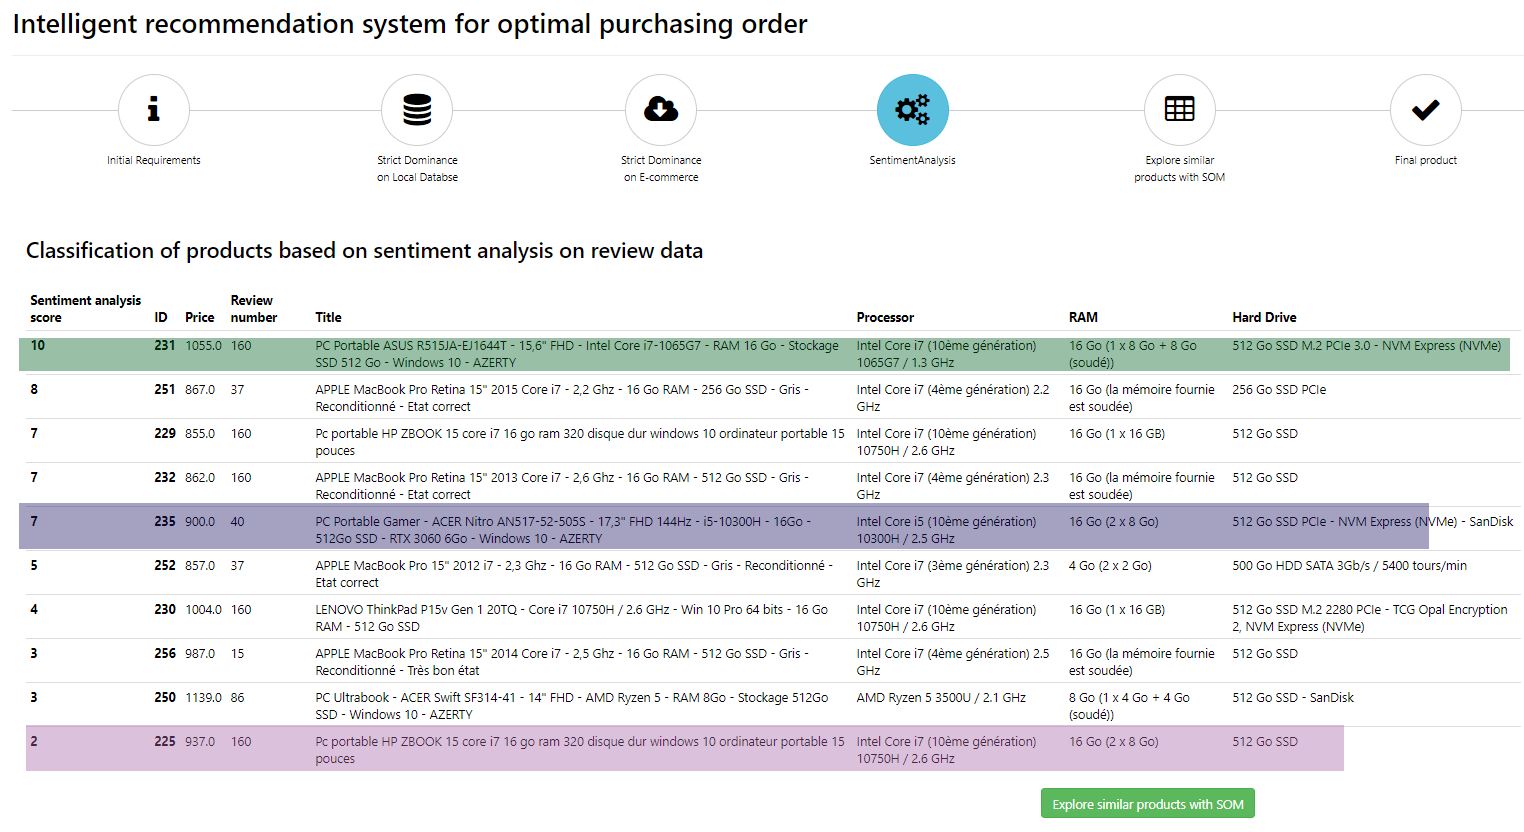 Intelligent recommendation system for optimal purchasing order
Initial Requirements
Strict Dominance
on Local Databse
Strict Dominance
on E-commerce
SentimentAnalysis
Explore similar
products with SOM
Final product
Classification of products based on sentiment analysis on review data
Sentiment analysis score ID Price Review number Title Processor RAM Hard Drive
10 231 1055.0 160 PC Portable ASUS R515JA-EJ1644T - 15,6" FHD - Intel Core i7-1065G7 - RAM 16 Go - Stockage Intel Core i7 (10ème génération) 16 Go (1 x 8 Go + 8 Go 512 Go SSD M.2 PCIe 3.0 - NVM Express (NVMe)
SSD 512 Go - Windows 10 - AZERTY 1065G7 / 1.3 GHz (soudé))
8 251 867.0 37 APPLE MacBook Pro Retina 15" 2015 Core i7 - 2,2 Ghz - 16 Go RAM - 256 Go SSD - Gris - Intel Core i7 (4ème génération) 2.2 16 Go (la mémoire fournie 256 Go SSD PCIe
Reconditionné - Etat correct GHz est soudée)
7 229 855.0 160 Pc portable HP ZBOOK 15 core i7 16 go ram 320 disque dur windows 10 ordinateur portable 15 Intel Core i7 (10ème génération) 16 Go (1 x 16 GB) 512 Go SSD
pouces 10750H / 2.6 GHz
7 232 862.0 160 APPLE MacBook Pro Retina 15" 2013 Core i7 - 2,6 Ghz - 16 Go RAM - 512 Go SSD - Gris - Intel Core i7 (4ème génération) 2.3 16 Go (la mémoire fournie 512 Go SSD
Reconditionné - Etat correct GHz est soudée)
7 235 900.0 40 PC Portable Gamer - ACER Nitro AN517-52-505S - 17,3" FHD 144Hz - i5-10300H - 16Go - Intel Core i5 (10ème génération) 16 Go (2 x 8 Go) 512 Go SSD PCIe - NVM Express (NVMe) - SanDisk
512Go SSD - RTX 3060 6Go - Windows 10 - AZERTY 10300H / 2.5 GHz
5 252 857.0 37 APPLE MacBook Pro 15" 2012 i7 - 2,3 Ghz - 16 Go RAM - 512 Go SSD - Gris - Reconditionné - Intel Core i7 (3ème génération) 2.3 4 Go (2 x 2 Go) 500 Go HDD SATA 3Gb/s / 5400 tours/min
Etat correct GHz
4 230 1004.0 160 LENOVO ThinkPad P15v Gen 1 20TQ - Core i7 10750H / 2.6 GHz - Win 10 Pro 64 bits - 16 Go Intel Core i7 (10ème génération) 16 Go (1 x 16 GB) 512 Go SSD M.2 2280 PCIe - TCG Opal Encryption
RAM - 512 Go SSD 10750H / 2.6 GHz 2, NVM Express (NVMe)
3 256 987.0 15 APPLE MacBook Pro Retina 15" 2014 Core i7 - 2,5 Ghz - 16 Go RAM - 512 Go SSD - Gris - Intel Core i7 (4ème génération) 2.5 16 Go (la mémoire fournie 512 Go SSD
Reconditionné - Très bon état GHz est soudée)
3 250 1139.0 86 PC Ultrabook - ACER Swift SF314-41 - 14" FHD - AMD Ryzen 5 - RAM 8Go - Stockage 512Go AMD Ryzen 5 3500U / 2.1 GHz 8 Go (1 x 4 Go + 4 Go 512 Go SSD - SanDisk
SSD - Windows 10 - AZERTY (soudé))
2 225 937.0 160 Pc portable HP ZBOOK 15 core i7 16 go ram 320 disque dur windows 10 ordinateur portable 15 Intel Core i7 (10ème génération) 16 Go (2 x 8 Go) 512 Go SSD
pouces 10750H / 2.6 GHz
Explore similar products with SOM